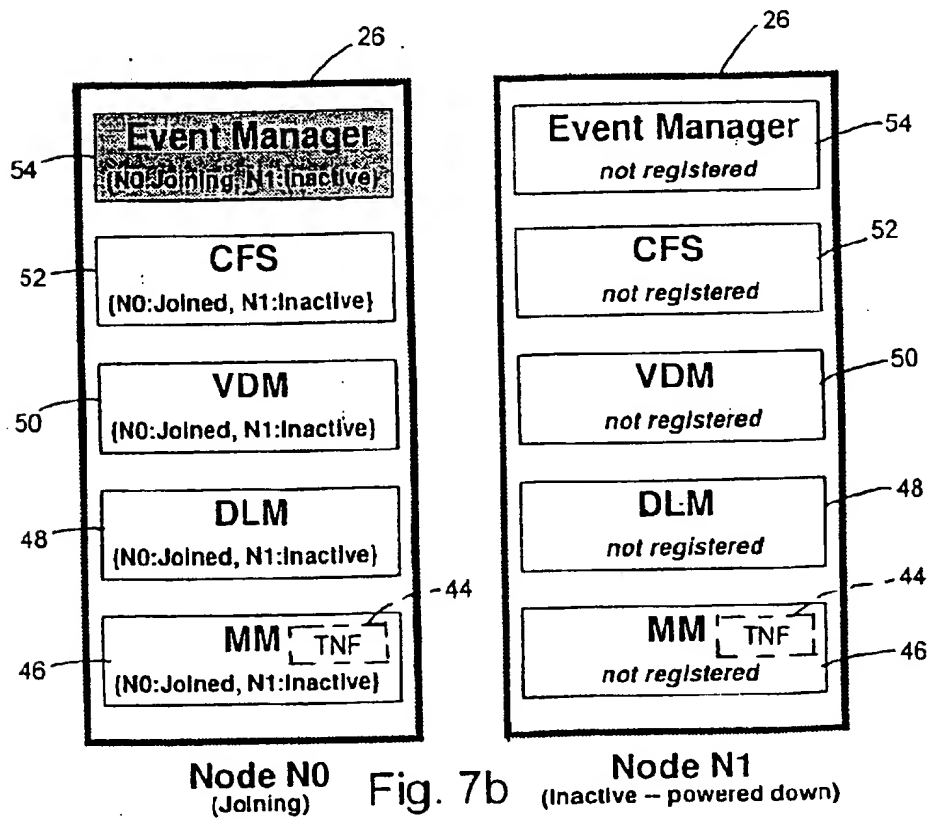 26
26
Event Manager
(N0:Joining, N1:Inactive)
54
Event Manager
not registered
54
CFS
{N0:Joined, N1:Inactive}
52
CFS
not registered
52
VDM
{N0:Joined, N1:Inactive}
50
VDM
not registered
50
DLM
{N0:Joined, N1:Inactive}
48
DLM
not registered
48
44
MM
TNF
{N0:Joined, N1:Inactive}
46
44
MM
TNF
not registered
46
Node N0
(Joining)
Fig. 7b
Node N1
(Inactive -- powered down)